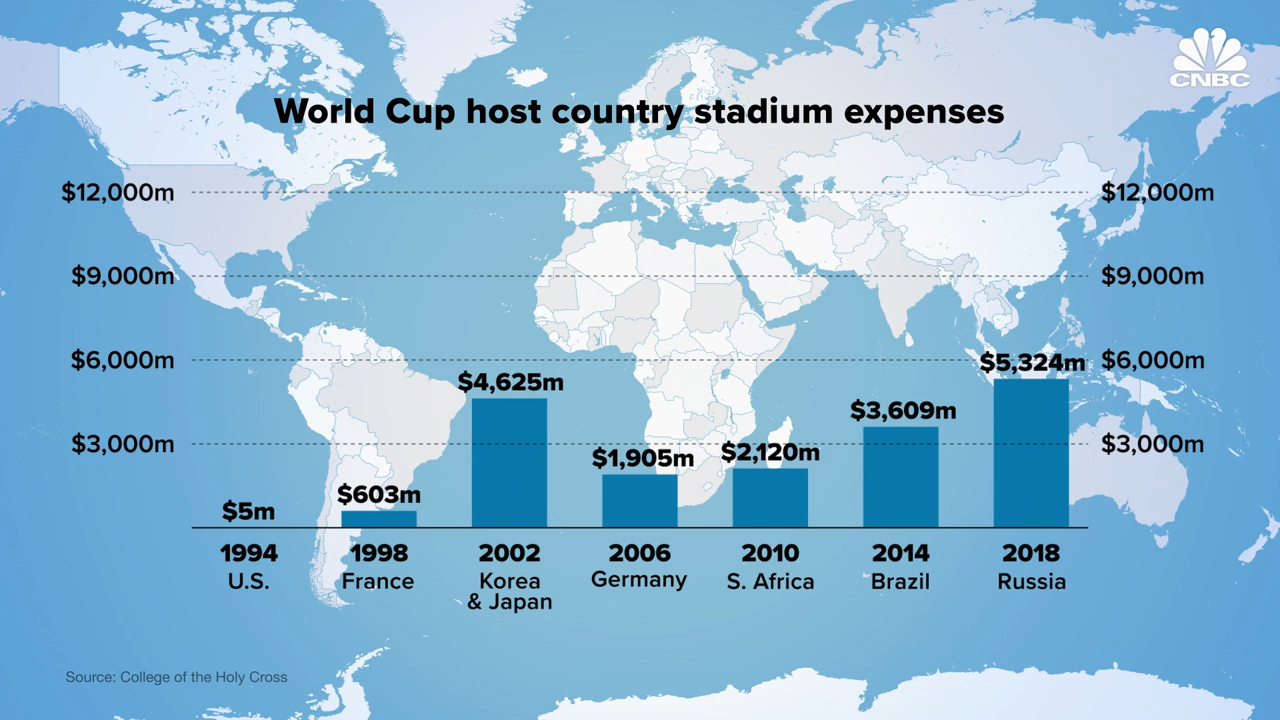 CNBC
World Cup host country stadium expenses
$12,000m $12,000m
$9,000m $9,000m
$6,000m $6,000m
$3,000m $3,000m
$5m $603m $4,625m $1,905m $2,120m $3,609m $5,324m
1994 1998 2002 2006 2010 2014 2018
U.S. France Korea Germany S. Africa Brazil Russia
& Japan
Source: College of the Holy Cross